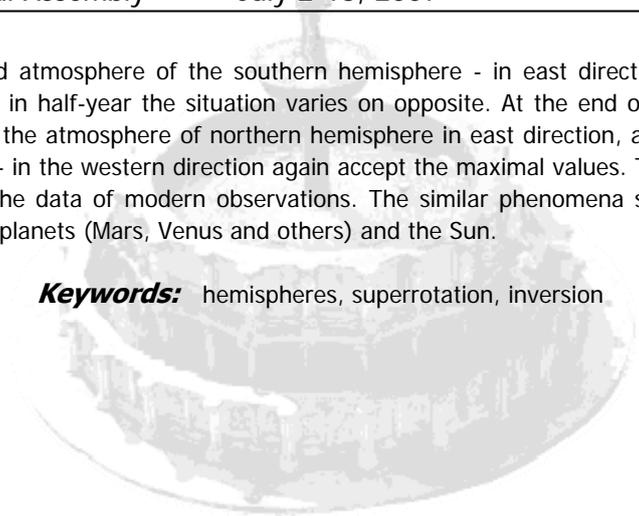 July 2
d atmosphere of the southern hemisphere - in east direct
in half-year the situation varies on opposite. At the end o
the atmosphere of northern hemisphere in east direction, a
- in the western direction again accept the maximal values.
he data of modern observations. The similar phenomena s
planets (Mars, Venus and others) and the Sun.
Keywords: hemispheres, superrotation, inversion